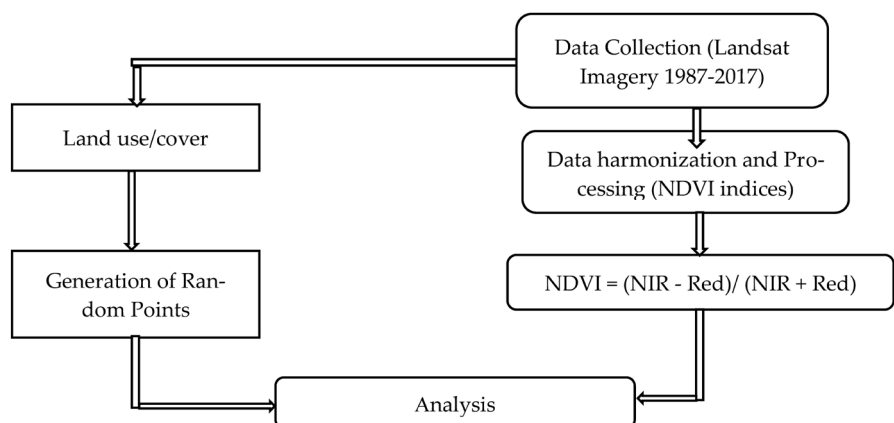 Data Collection (Landsat
Imagery 1987-2017)
Land use/cover
Data harmonization and Pro-
cessing (NDVI indices)
Generation of Ran-
dom Points
NDVI = (NIR - Red)/ (NIR + Red)
Analysis